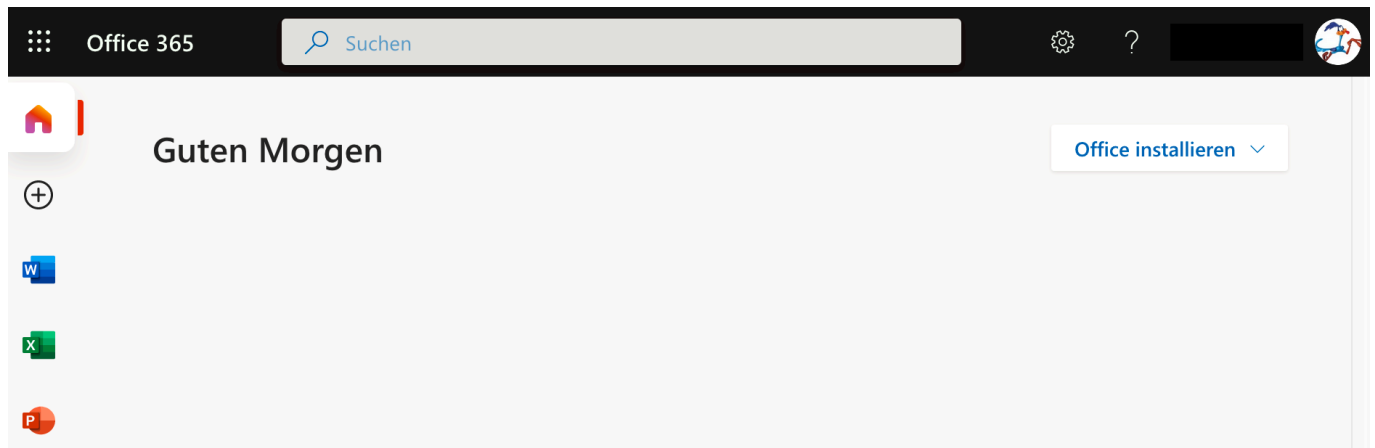 Office 365
Suchen
?
Guten Morgen
Office installieren
W
X
P